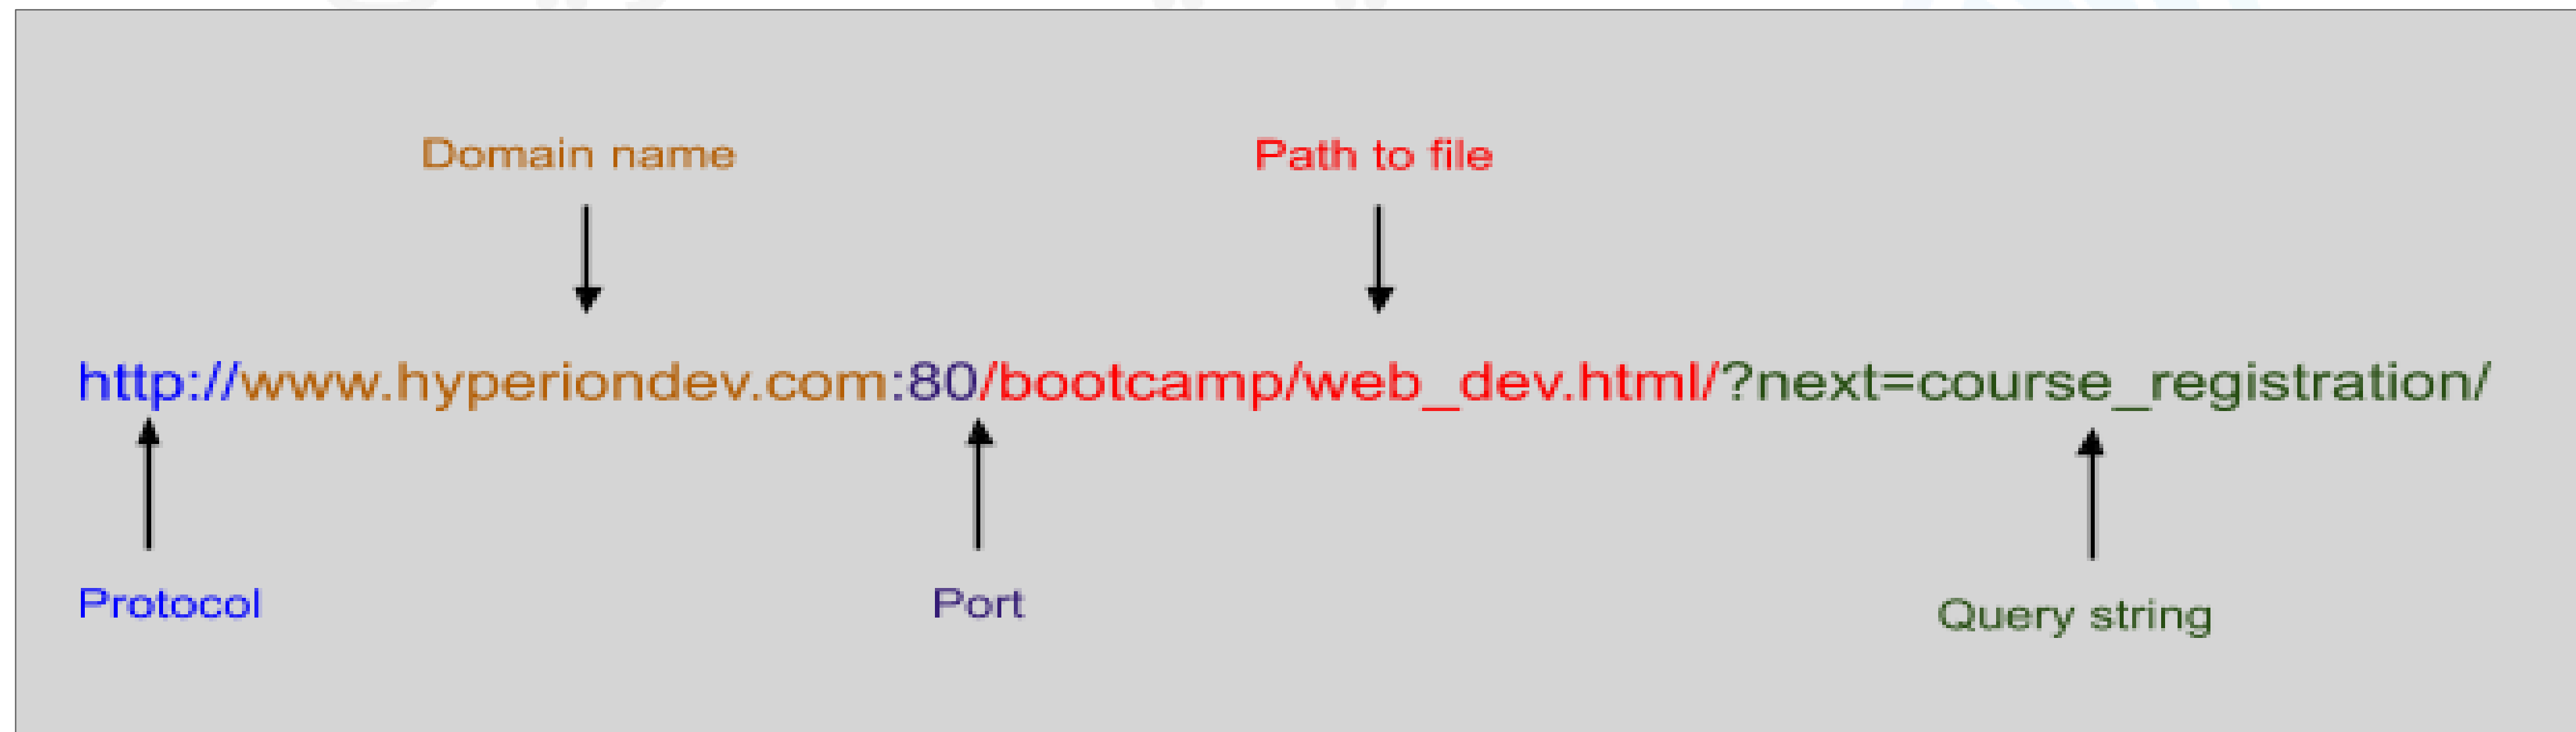 Domain name Path to file
http://www.hyperiondev.com:80/bootcamp/web_dev.html/?next=course_registration/
Protocol Port Query string